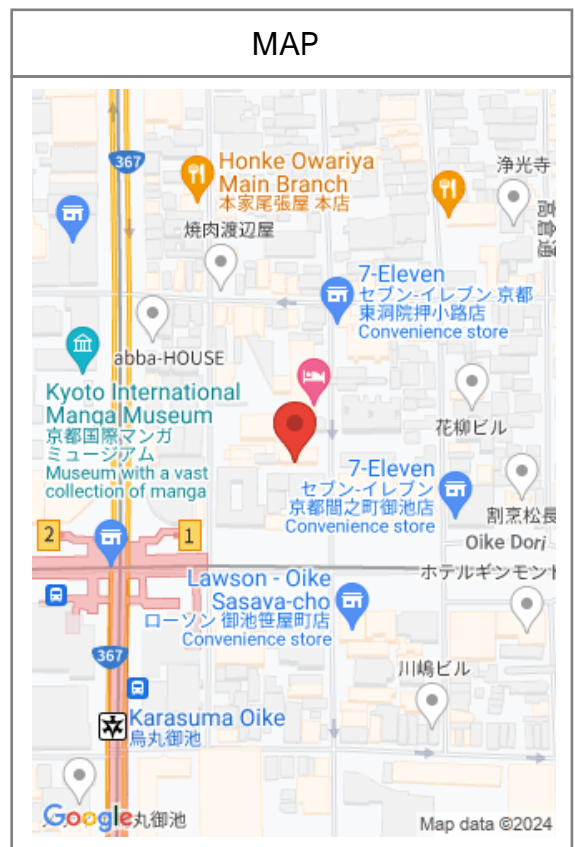 MAP
367
Honke Owariya
Main Branch
本家尾張屋 本店
浄光寺
高倉通
焼肉渡辺屋
7-Eleven
セブン-イレブン 京都
東洞院押小路店
Convenience store
abba-HOUSE
Kyoto International
Manga Museum
京都国際マンガ
ミュージアム
Museum with a vast
collection of manga
花柳ビル
7-Eleven
セブン-イレブン
京都間之町御池店
Convenience store
割烹松長
2
1
Oike Dori
ホテルギンモンド
Lawson - Oike
Sasaya-cho
ローソン 御池笹屋町店
Convenience store
367
川嶋ビル
Karasuma Oike
烏丸御池
丸御池
Google
Map data ©2024